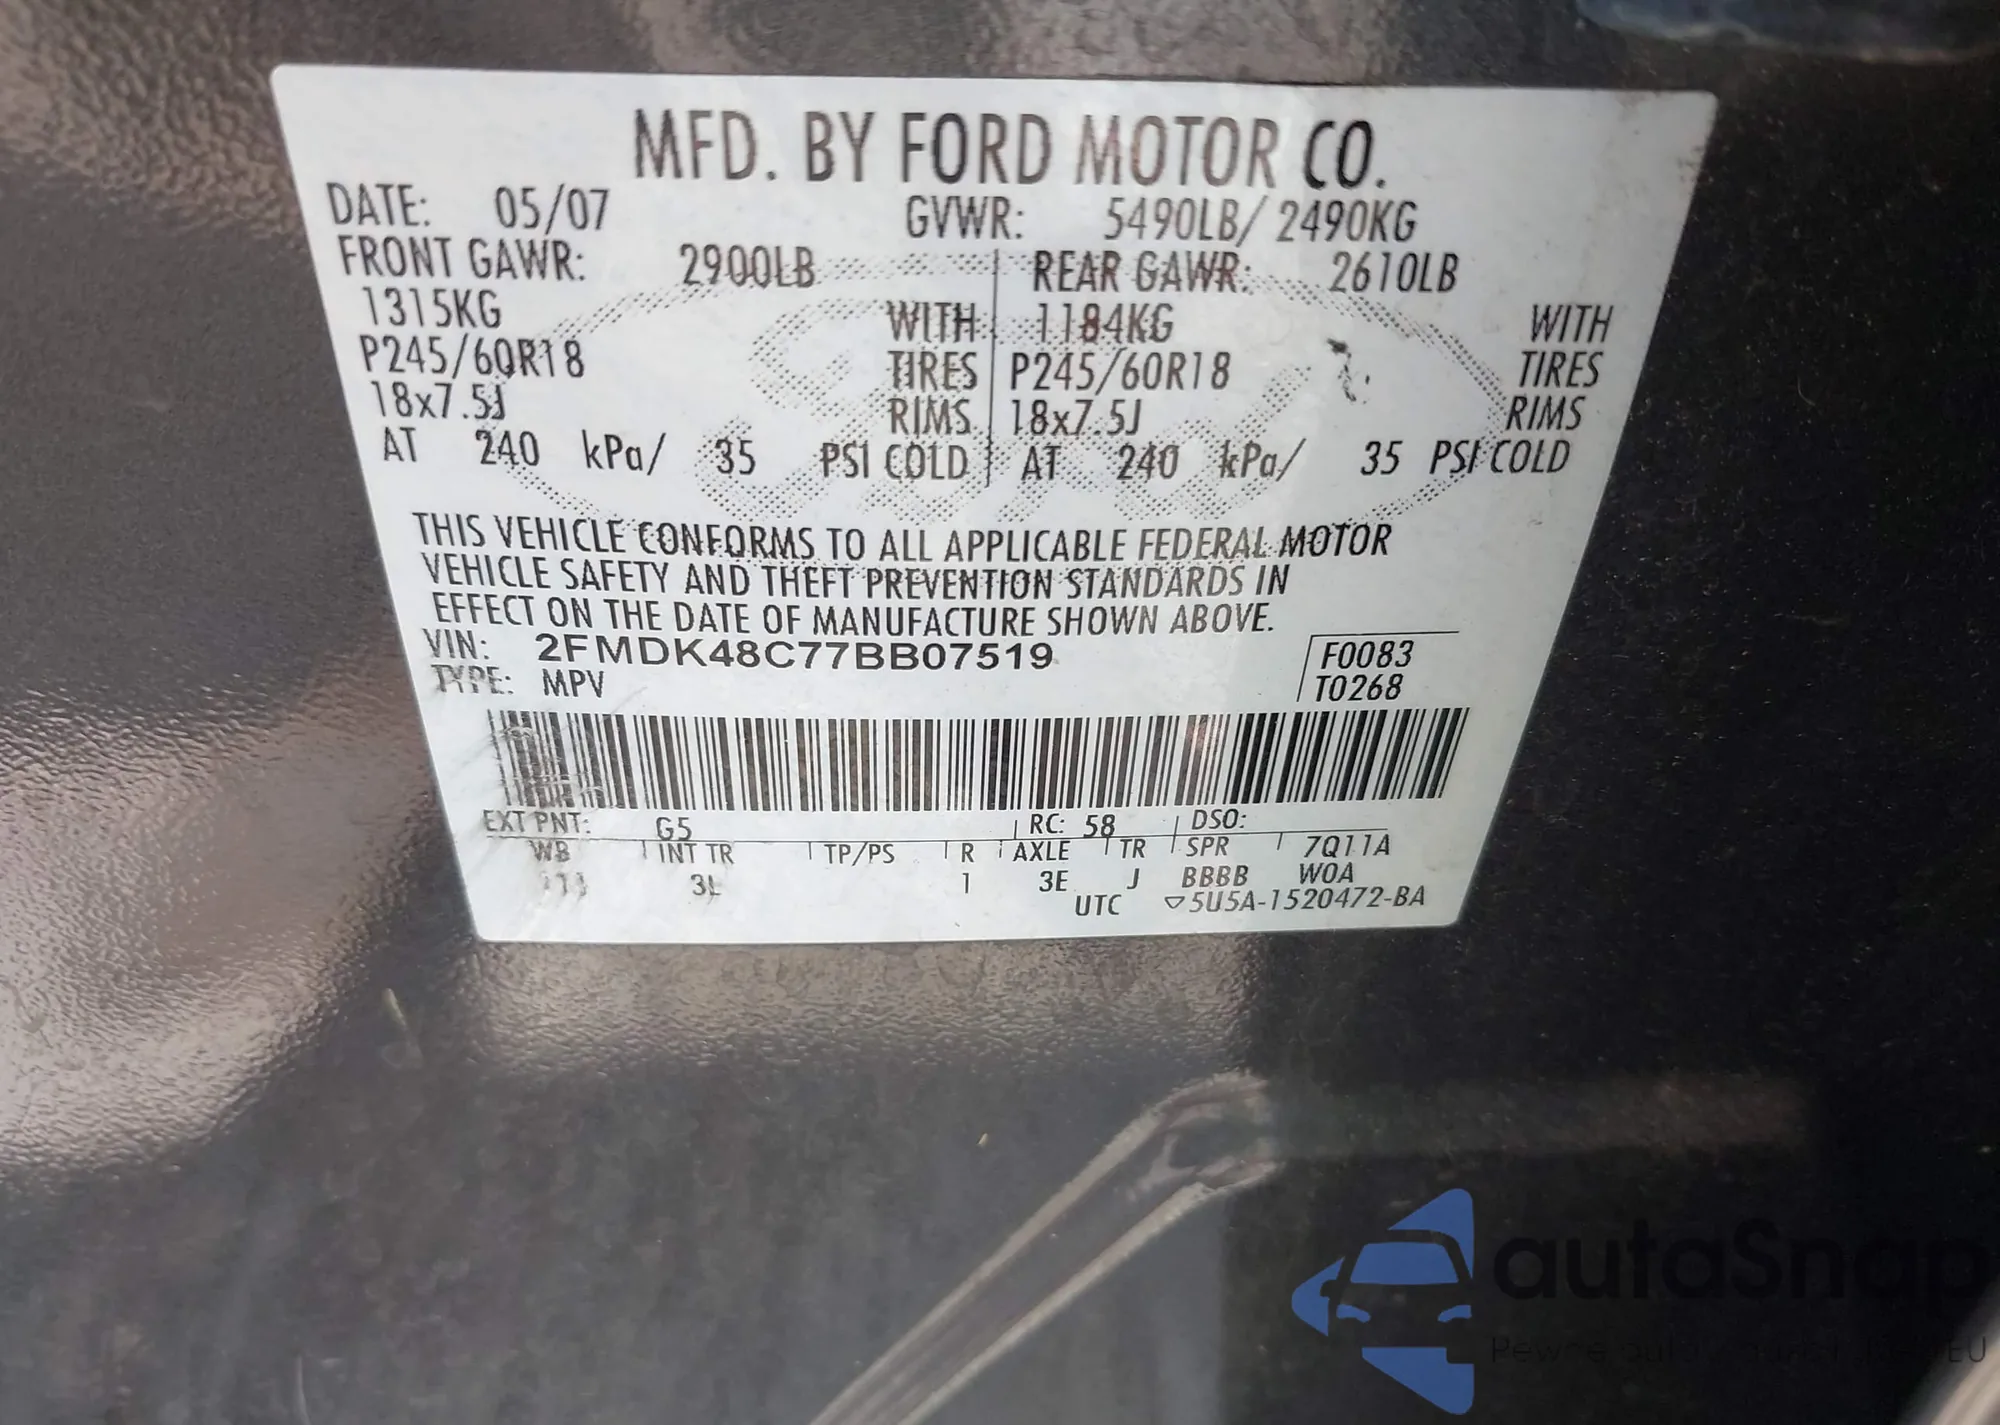 MFD. BY FORD MOTOR CO.
DATE: 05/07 GVWR: 5490LB/ 2490KG
FRONT GAWR: 2900LB REAR GAWR: 2610LB
1315KG WITH 1184KG WITH
P245/60R18 TIRES P245/60R18 TIRES
18x7.5J RIMS 18x7.5J RIMS
AT 240 kPa/ 35 PSI COLD AT 240 kPa/ 35 PSI COLD
THIS VEHICLE CONFORMS TO ALL APPLICABLE FEDERAL MOTOR
VEHICLE SAFETY AND THEFT PREVENTION STANDARDS IN
EFFECT ON THE DATE OF MANUFACTURE SHOWN ABOVE.
VIN: 2FMDK48C77BB07519 F0083
TYPE: MPV T0268
EXT PNT: G5 RC: 58 DSO:
WB INT TR TP/PS R AXLE TR SPR 7Q11A
3L 1 3E J BBBB W0A
UTC 5U5A-1520472-BA
autaSnap
Pewne auta z